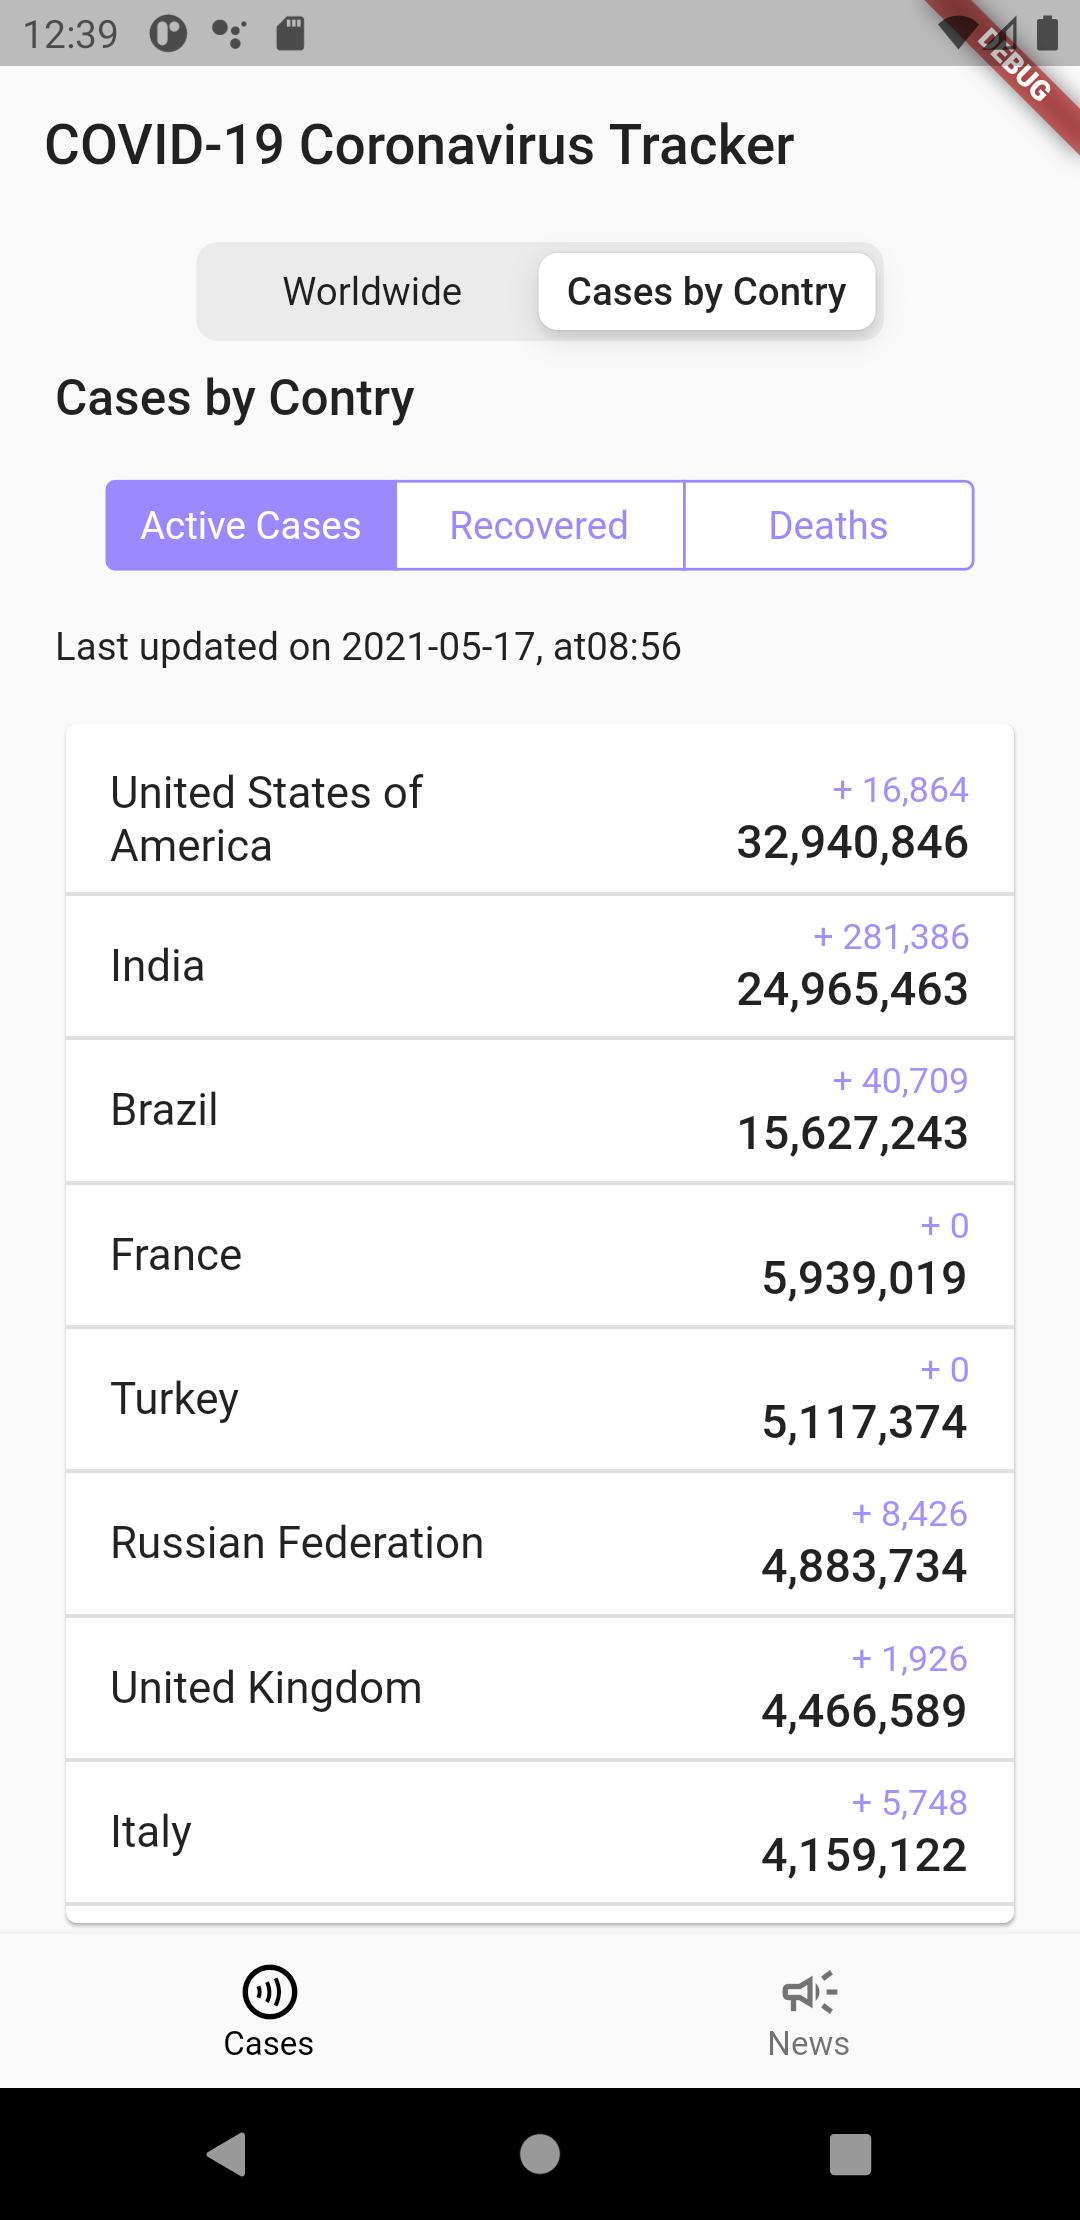 12:39
DEBUG
COVID-19 Coronavirus Tracker
Worldwide
Cases by Contry
Cases by Contry
Active Cases
Recovered
Deaths
Last updated on 2021-05-17, at08:56
United States of
America
+ 16,864
32,940,846
India
+ 281,386
24,965,463
Brazil
+ 40,709
15,627,243
France
+ 0
5,939,019
Turkey
+ 0
5,117,374
Russian Federation
+ 8,426
4,883,734
United Kingdom
+ 1,926
4,466,589
Italy
+ 5,748
4,159,122
Cases
News